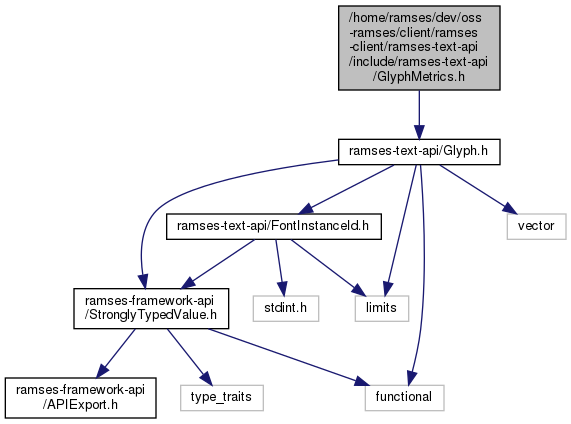 /home/ramses/dev/oss
-ramses/client/ramses
-client/ramses-text-api
/include/ramses-text-api
/GlyphMetrics.h
ramses-text-api/Glyph.h
ramses-text-api/FontInstanceId.h
vector
ramses-framework-api
/StronglyTypedValue.h
stdint.h
limits
ramses-framework-api
/APIExport.h
type_traits
functional